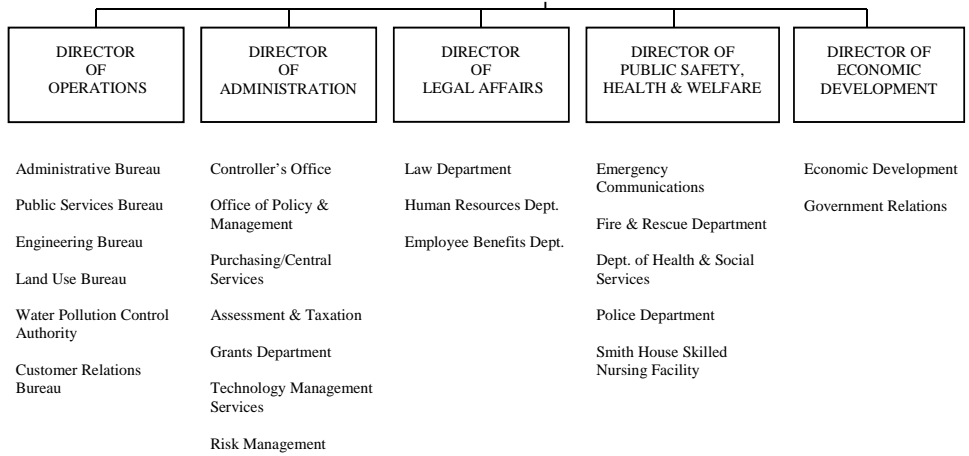 DIRECTOR
OF
OPERATIONS
DIRECTOR
OF
ADMINISTRATION
DIRECTOR
OF
LEGAL AFFAIRS
DIRECTOR OF
PUBLIC SAFETY,
HEALTH & WELFARE
DIRECTOR OF
ECONOMIC
DEVELOPMENT
Administrative Bureau
Public Services Bureau
Engineering Bureau
Land Use Bureau
Water Pollution Control
Authority
Customer Relations
Bureau
Controller’s Office
Office of Policy &
Management
Purchasing/Central
Services
Assessment & Taxation
Grants Department
Technology Management
Services
Risk Management
Law Department
Human Resources Dept.
Employee Benefits Dept.
Emergency
Communications
Fire & Rescue Department
Dept. of Health & Social
Services
Police Department
Smith House Skilled
Nursing Facility
Economic Development
Government Relations